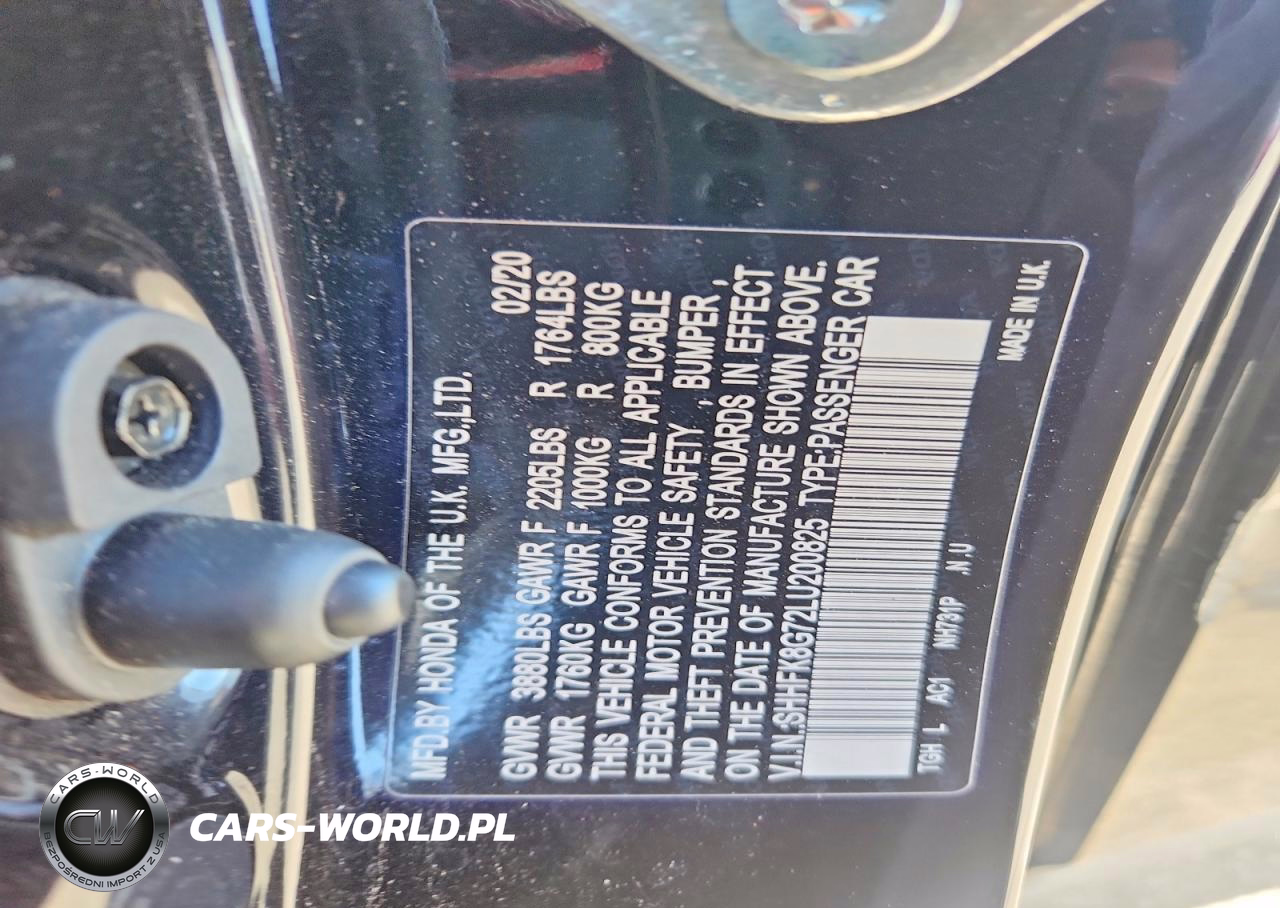 MFD.BY HONDA OF THE U.K. MFG.,LTD.
02/20
GVWR 3880LBS GAWR F 2205LBS R 1764LBS
GVWR 1760KG GAWR F 1000KG R 800KG
THIS VEHICLE CONFORMS TO ALL APPLICABLE
FEDERAL MOTOR VEHICLE SAFETY , BUMPER ,
AND THEFT PREVENTION STANDARDS IN EFFECT
ON THE DATE OF MANUFACTURE SHOWN ABOVE.
V.I.N.:SHHFK8G72LU200825 TYPE:PASSENGER CAR
TGH L AC1 NH731P .N.U
MADE IN U.K.
CARS-WORLD
CW
BEZPOŚREDNI IMPORT Z USA
CARS-WORLD.PL